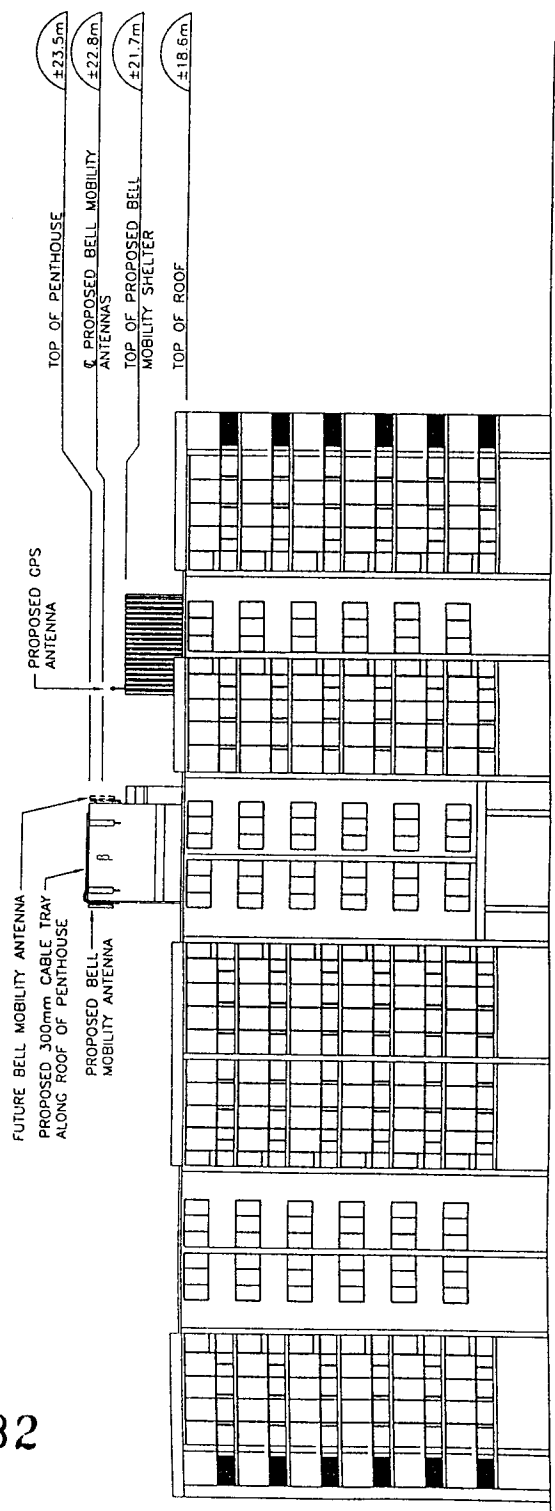 FUTURE BELL MOBILITY ANTENNA
PROPOSED 300mm CABLE TRAY
ALONG ROOF OF PENTHOUSE
PROPOSED BELL
MOBILITY ANTENNA
β
PROPOSED GPS
ANTENNA
TOP OF PENTHOUSE
±23.5m
℄ PROPOSED BELL MOBILITY
ANTENNAS
±22.8m
TOP OF PROPOSED BELL
MOBILITY SHELTER
±21.7m
TOP OF ROOF
±18.6m
32